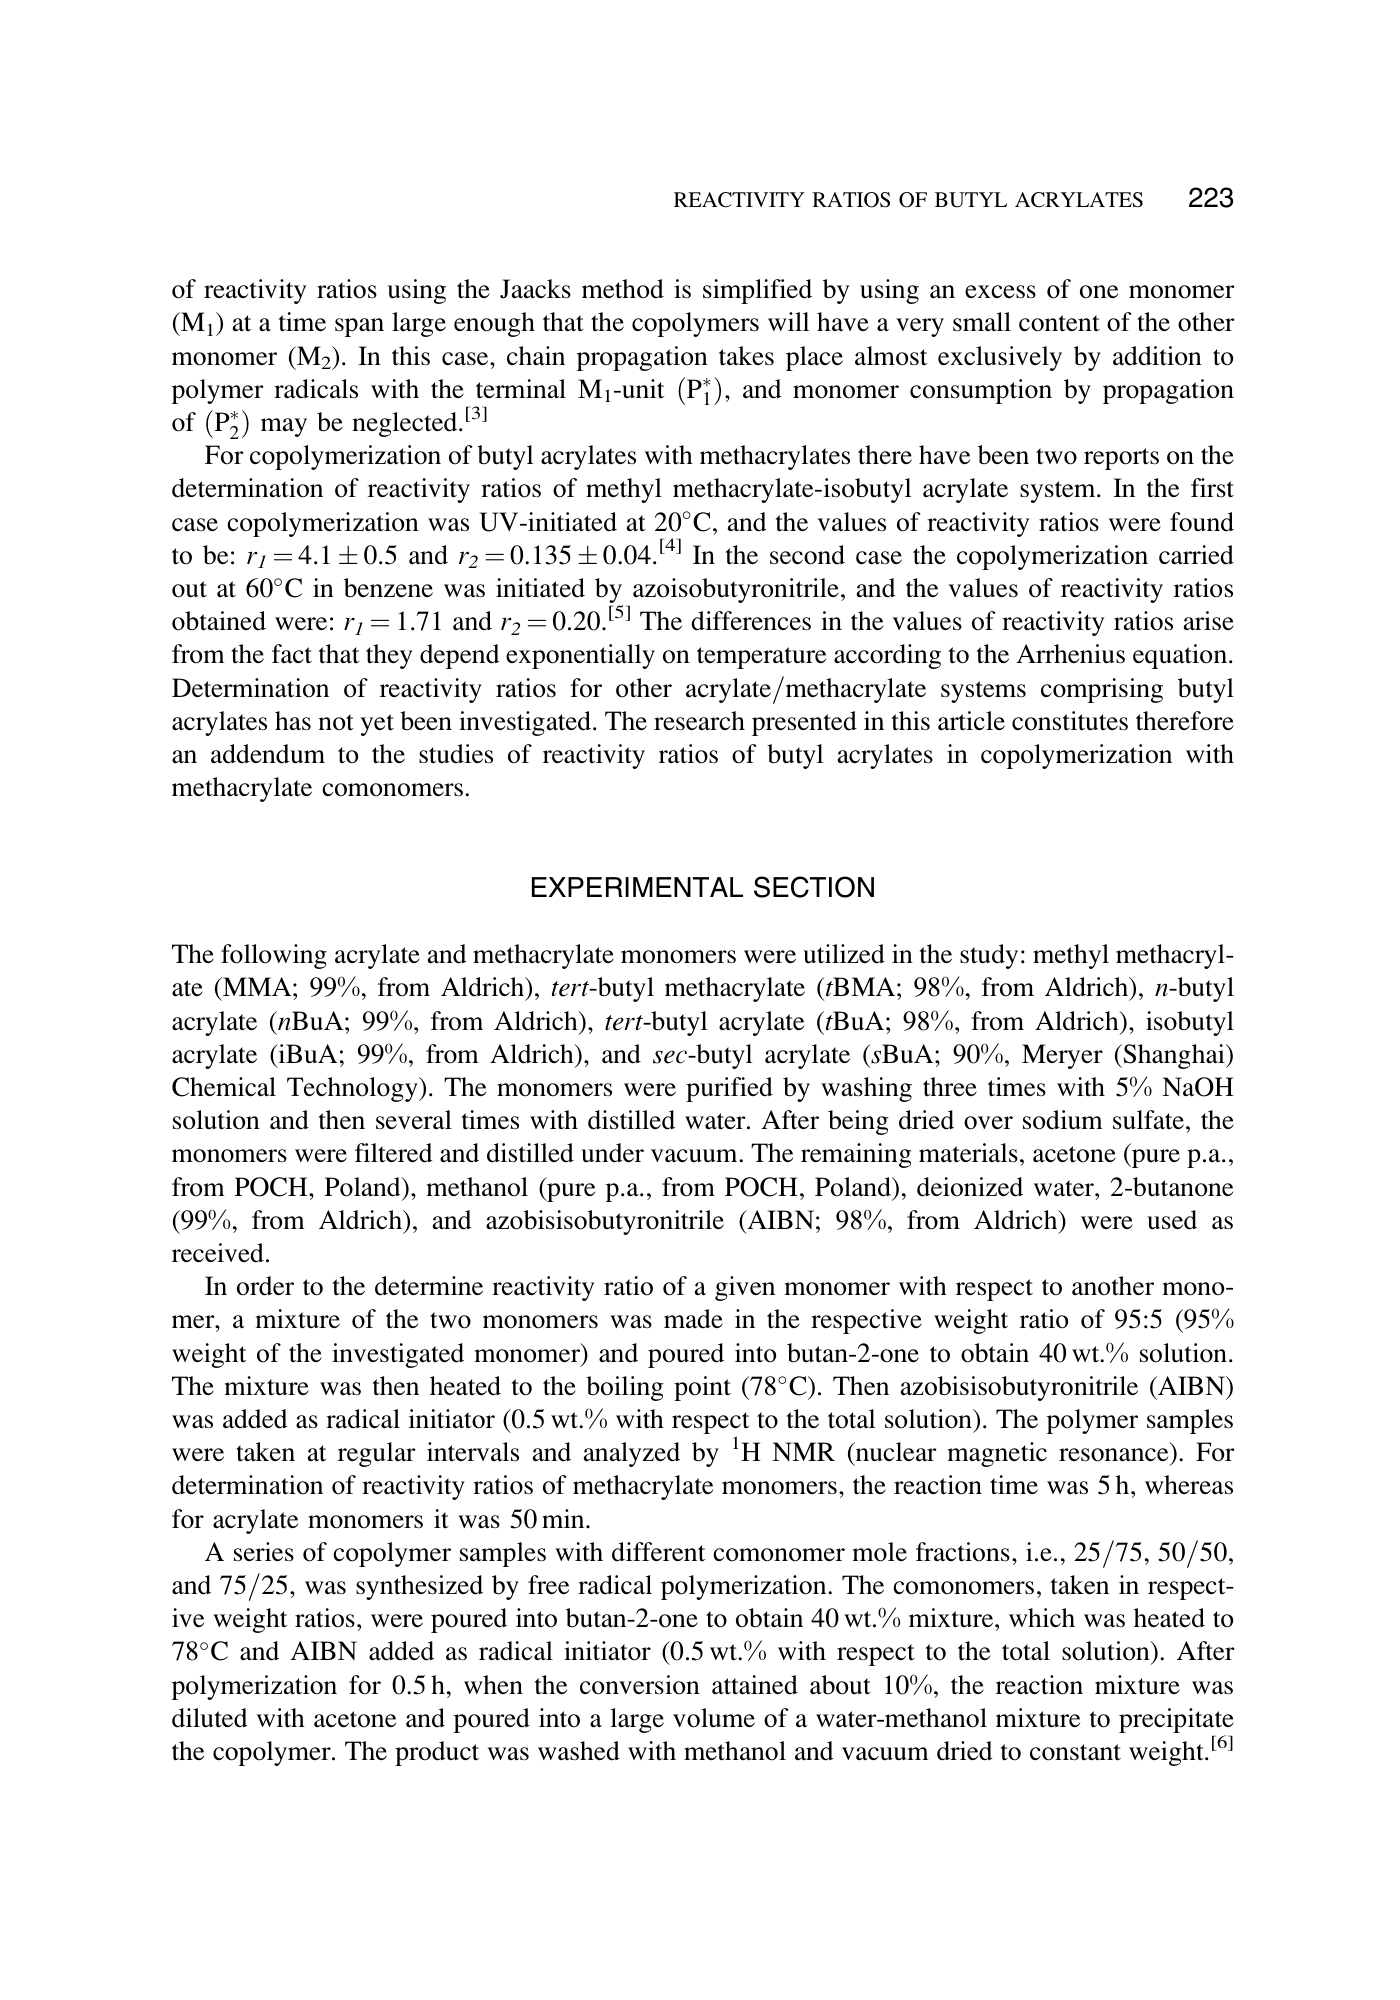 REACTIVITY RATIOS OF BUTYL ACRYLATES 223
of reactivity ratios using the Jaacks method is simplified by using an excess of one monomer
(M₁) at a time span large enough that the copolymers will have a very small content of the other
monomer (M₂). In this case, chain propagation takes place almost exclusively by addition to
polymer radicals with the terminal M₁-unit (P₁*), and monomer consumption by propagation
of (P₂*) may be neglected.[3]
For copolymerization of butyl acrylates with methacrylates there have been two reports on the
determination of reactivity ratios of methyl methacrylate-isobutyl acrylate system. In the first
case copolymerization was UV-initiated at 20°C, and the values of reactivity ratios were found
to be: r₁ = 4.1 ± 0.5 and r₂ = 0.135 ± 0.04.[4] In the second case the copolymerization carried
out at 60°C in benzene was initiated by azoisobutyronitrile, and the values of reactivity ratios
obtained were: r₁ = 1.71 and r₂ = 0.20.[5] The differences in the values of reactivity ratios arise
from the fact that they depend exponentially on temperature according to the Arrhenius equation.
Determination of reactivity ratios for other acrylate/methacrylate systems comprising butyl
acrylates has not yet been investigated. The research presented in this article constitutes therefore
an addendum to the studies of reactivity ratios of butyl acrylates in copolymerization with
methacrylate comonomers.
EXPERIMENTAL SECTION
The following acrylate and methacrylate monomers were utilized in the study: methyl methacryl-
ate (MMA; 99%, from Aldrich), tert-butyl methacrylate (tBMA; 98%, from Aldrich), n-butyl
acrylate (nBuA; 99%, from Aldrich), tert-butyl acrylate (tBuA; 98%, from Aldrich), isobutyl
acrylate (iBuA; 99%, from Aldrich), and sec-butyl acrylate (sBuA; 90%, Meryer (Shanghai)
Chemical Technology). The monomers were purified by washing three times with 5% NaOH
solution and then several times with distilled water. After being dried over sodium sulfate, the
monomers were filtered and distilled under vacuum. The remaining materials, acetone (pure p.a.,
from POCH, Poland), methanol (pure p.a., from POCH, Poland), deionized water, 2-butanone
(99%, from Aldrich), and azobisisobutyronitrile (AIBN; 98%, from Aldrich) were used as
received.
In order to the determine reactivity ratio of a given monomer with respect to another mono-
mer, a mixture of the two monomers was made in the respective weight ratio of 95:5 (95%
weight of the investigated monomer) and poured into butan-2-one to obtain 40 wt.% solution.
The mixture was then heated to the boiling point (78°C). Then azobisisobutyronitrile (AIBN)
was added as radical initiator (0.5 wt.% with respect to the total solution). The polymer samples
were taken at regular intervals and analyzed by ¹H NMR (nuclear magnetic resonance). For
determination of reactivity ratios of methacrylate monomers, the reaction time was 5 h, whereas
for acrylate monomers it was 50 min.
A series of copolymer samples with different comonomer mole fractions, i.e., 25/75, 50/50,
and 75/25, was synthesized by free radical polymerization. The comonomers, taken in respect-
ive weight ratios, were poured into butan-2-one to obtain 40 wt.% mixture, which was heated to
78°C and AIBN added as radical initiator (0.5 wt.% with respect to the total solution). After
polymerization for 0.5 h, when the conversion attained about 10%, the reaction mixture was
diluted with acetone and poured into a large volume of a water-methanol mixture to precipitate
the copolymer. The product was washed with methanol and vacuum dried to constant weight.[6]